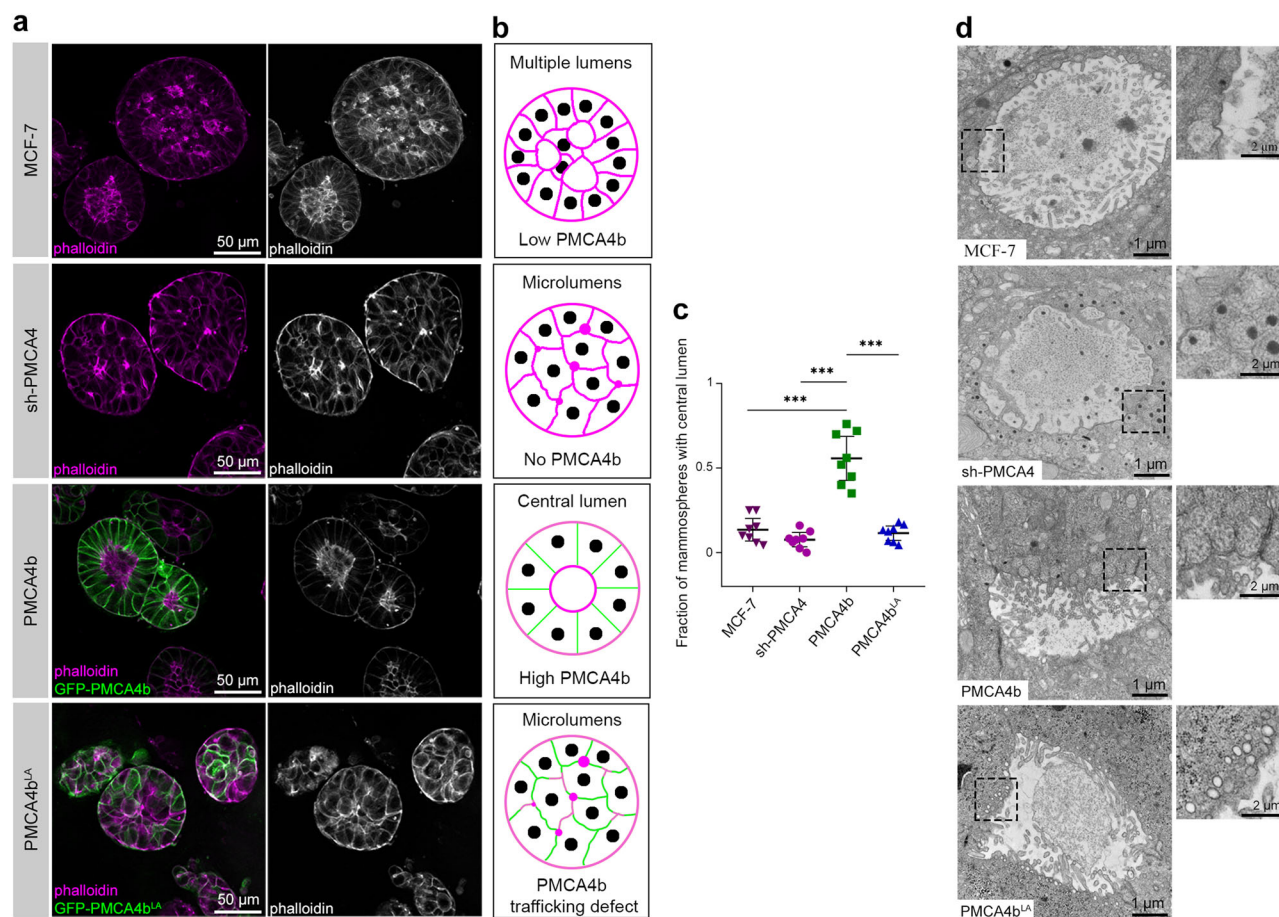 a
MCF-7
phalloidin
50 μm
phalloidin
sh-PMCA4
phalloidin
50 μm
phalloidin
PMCA4b
phalloidin
GFP-PMCA4b
50 μm
phalloidin
PMCA4bLA
phalloidin
GFP-PMCA4bLA
50 μm
phalloidin
b
Multiple lumens
Low PMCA4b
Microlumens
No PMCA4b
Central lumen
High PMCA4b
Microlumens
PMCA4b
trafficking defect
c
Fraction of mammospheres with central lumen
1
0.5
0
***
***
***
MCF-7
sh-PMCA4
PMCA4b
PMCA4bLA
d
MCF-7
1 μm
2 μm
sh-PMCA4
1 μm
2 μm
PMCA4b
1 μm
2 μm
PMCA4bLA
1 μm
2 μm